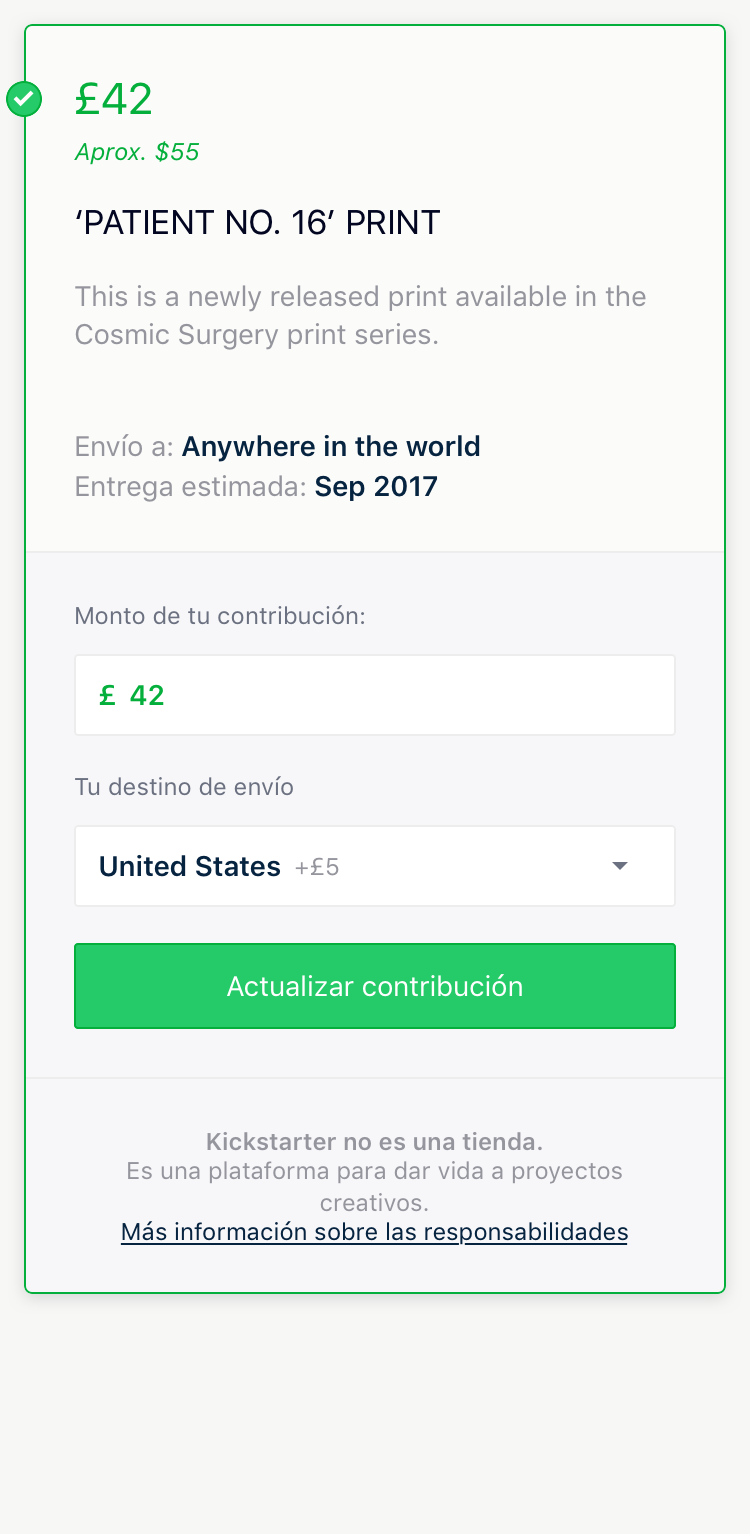 £42
Aprox. $55
‘PATIENT NO. 16’ PRINT
This is a newly released print available in the
Cosmic Surgery print series.
Envío a: Anywhere in the world
Entrega estimada: Sep 2017
Monto de tu contribución:
£ 42
Tu destino de envío
United States +£5
Actualizar contribución
Kickstarter no es una tienda.
Es una plataforma para dar vida a proyectos
creativos.
Más información sobre las responsabilidades